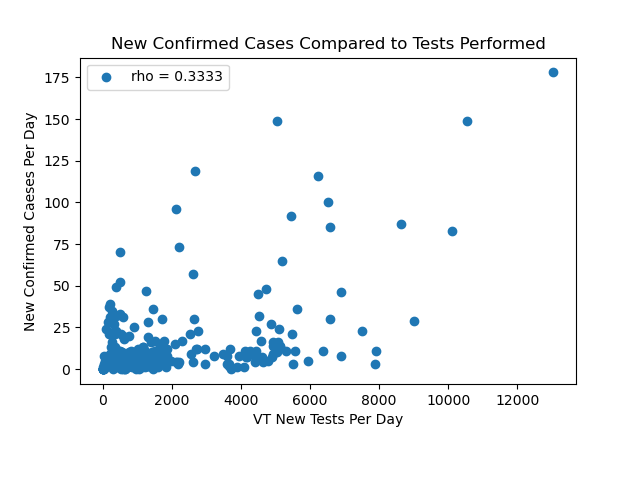 New Confirmed Cases Compared to Tests Performed
rho = 0.3333
New Confirmed Caeses Per Day
175
150
125
100
75
50
25
0
0 2000 4000 6000 8000 10000 12000
VT New Tests Per Day